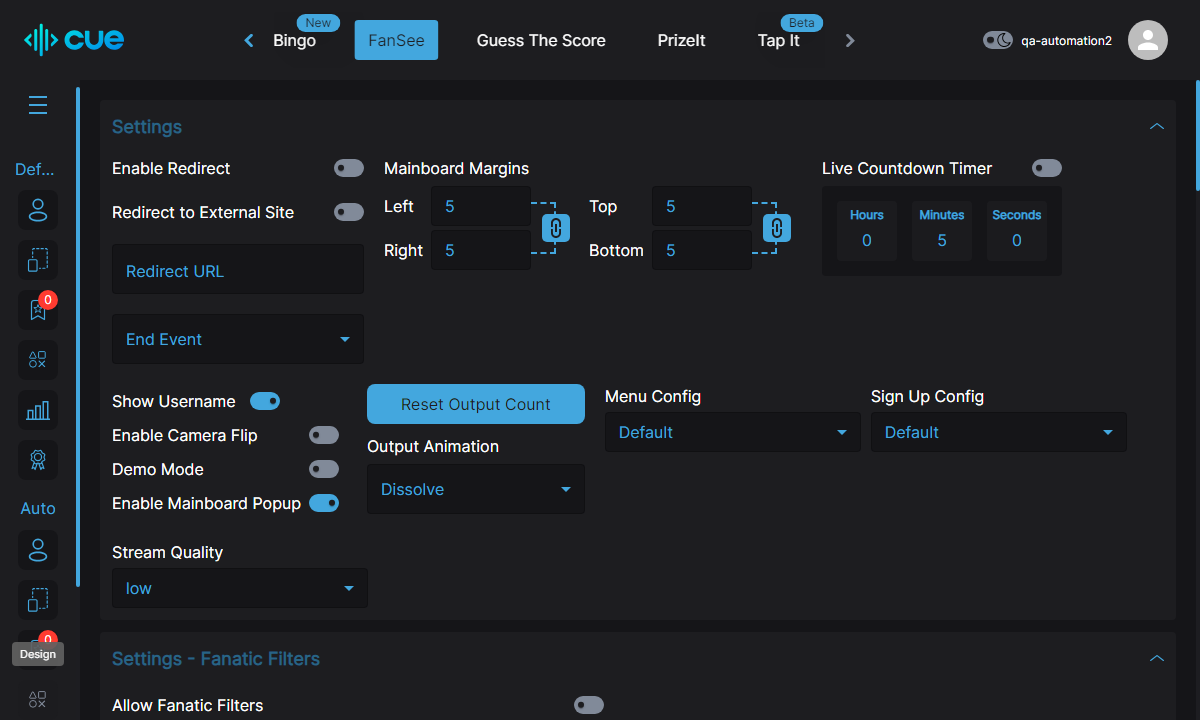 cue
Bingo
New
FanSee
Guess The Score
PrizeIt
Tap It
Beta
qa-automation2
Def...
0
Auto
0
Design
Settings
Enable Redirect
Redirect to External Site
Redirect URL
End Event
Mainboard Margins
Left
5
Right
5
Top
5
Bottom
5
Live Countdown Timer
Hours
Minutes
Seconds
0
5
0
Show Username
Enable Camera Flip
Demo Mode
Enable Mainboard Popup
Reset Output Count
Output Animation
Dissolve
Menu Config
Default
Sign Up Config
Default
Stream Quality
low
Settings - Fanatic Filters
Allow Fanatic Filters